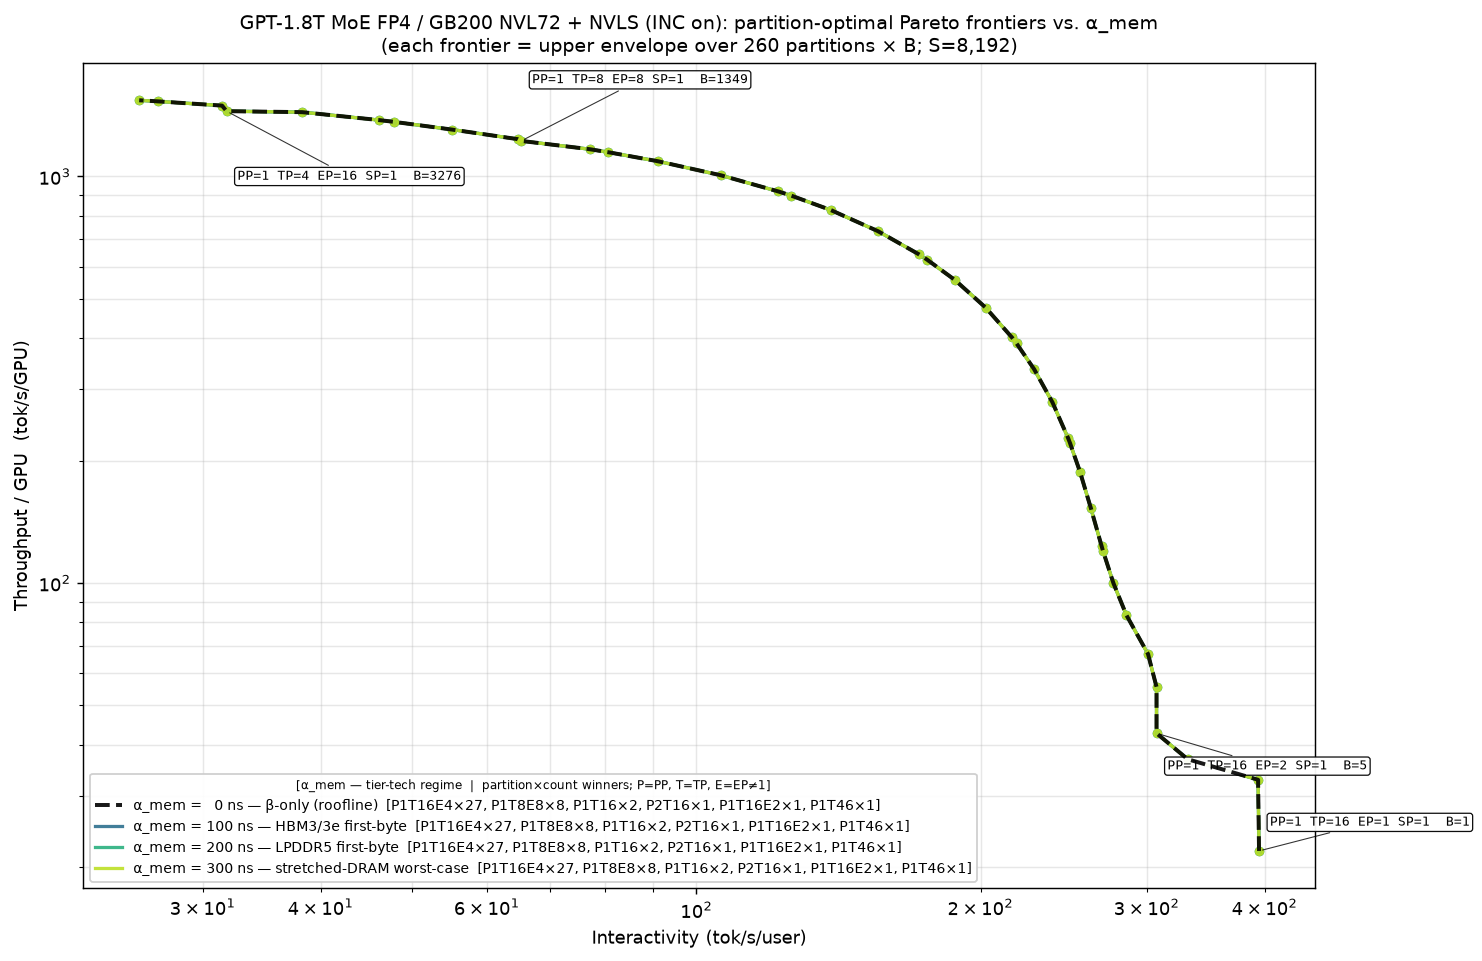 GPT-1.8T MoE FP4 / GB200 NVL72 + NVLS (INC on): partition-optimal Pareto frontiers vs. α_mem
(each frontier = upper envelope over 260 partitions × B; S=8,192)
PP=1 TP=8 EP=8 SP=1 B=1349
PP=1 TP=4 EP=16 SP=1 B=3276
PP=1 TP=16 EP=2 SP=1 B=5
PP=1 TP=16 EP=1 SP=1 B=1
Throughput / GPU (tok/s/GPU)
10³
10²
[α_mem — tier-tech regime | partition×count winners; P=PP, T=TP, E=EP≠1]
α_mem = 0 ns — β-only (roofline) [P1T16E4×27, P1T8E8×8, P1T16×2, P2T16×1, P1T16E2×1, P1T46×1]
α_mem = 100 ns — HBM3/3e first-byte [P1T16E4×27, P1T8E8×8, P1T16×2, P2T16×1, P1T16E2×1, P1T46×1]
α_mem = 200 ns — LPDDR5 first-byte [P1T16E4×27, P1T8E8×8, P1T16×2, P2T16×1, P1T16E2×1, P1T46×1]
α_mem = 300 ns — stretched-DRAM worst-case [P1T16E4×27, P1T8E8×8, P1T16×2, P2T16×1, P1T16E2×1, P1T46×1]
3 × 10¹ 4 × 10¹ 6 × 10¹ 10² 2 × 10² 3 × 10² 4 × 10²
Interactivity (tok/s/user)